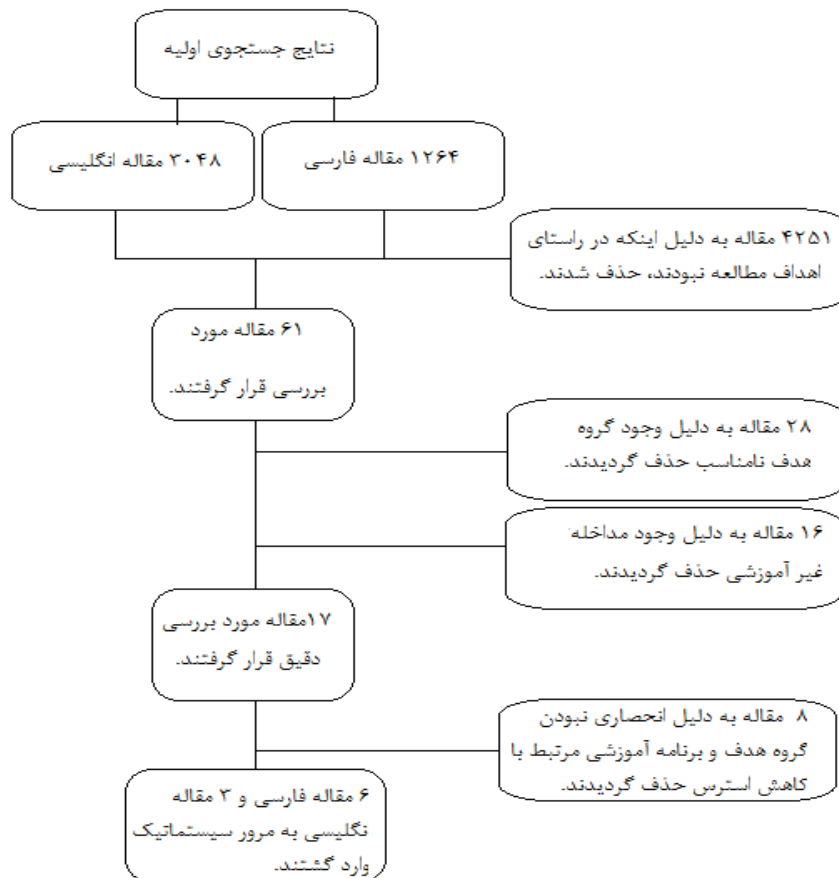 نتایج جستجوی اولیه
۱۲۶۴ مقاله فارسی
۳۰۴۸ مقاله انگلیسی
۴۲۵۱ مقاله به دلیل اینکه در راستای
اهداف مطالعه نبودند، حذف شدند.
۶۱ مقاله مورد
بررسی قرار گرفتند.
۲۸ مقاله به دلیل وجود گروه
هدف نامناسب حذف گردیدند.
۱۶ مقاله به دلیل وجود مداخله
غیر آموزشی حذف گردیدند.
۱۷مقاله مورد بررسی
دقیق قرار گرفتند.
۸ مقاله به دلیل انحصاری نبودن
گروه هدف و برنامه آموزشی مرتبط با
کاهش استرس حذف گردیدند.
۶ مقاله فارسی و ۳ مقاله
نگلیسی به مرور سیستماتیک
وارد گشتند.